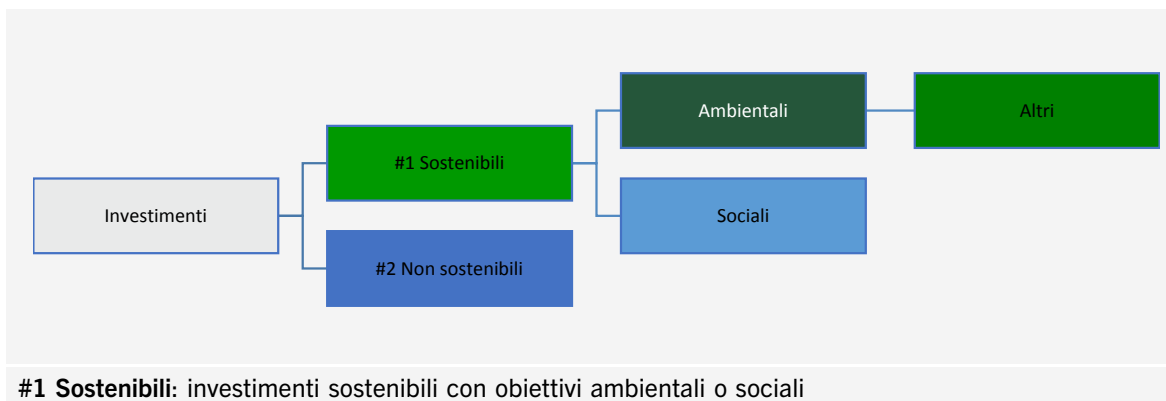 Ambientali
Altri
#1 Sostenibili
Investimenti
Sociali
#2 Non sostenibili
#1 Sostenibili: investimenti sostenibili con obiettivi ambientali o sociali